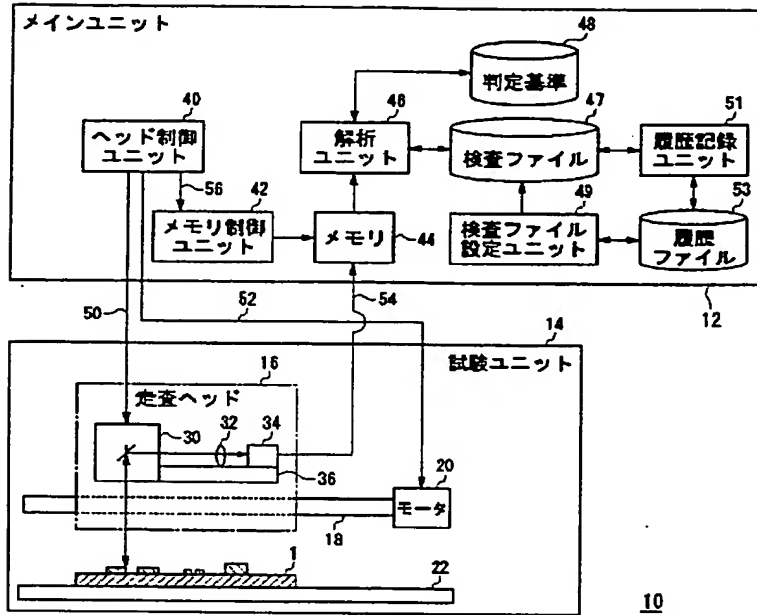 メインユニット
48
判定基準
40
ヘッド制御
ユニット
46
解析
ユニット
47
検査ファイル
51
履歴記録
ユニット
56
42
メモリ制御
ユニット
メモリ
44
49
検査ファイル
設定ユニット
53
履歴
ファイル
50
52
54
12
14
試験ユニット
16
走査ヘッド
30
32
34
36
20
モータ
18
1
22
10